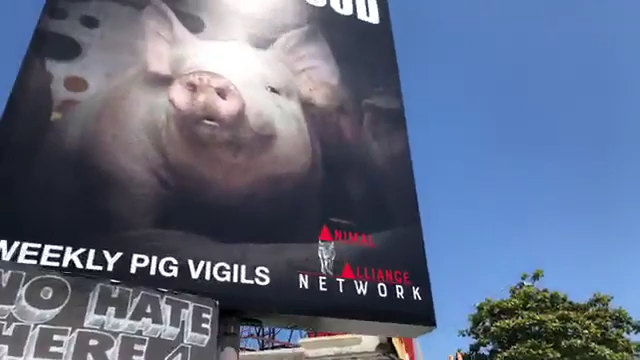 WEEKLY PIG VIGILS
ANIMAL
ALLIANCE
NETWORK
NO HATE
HERE